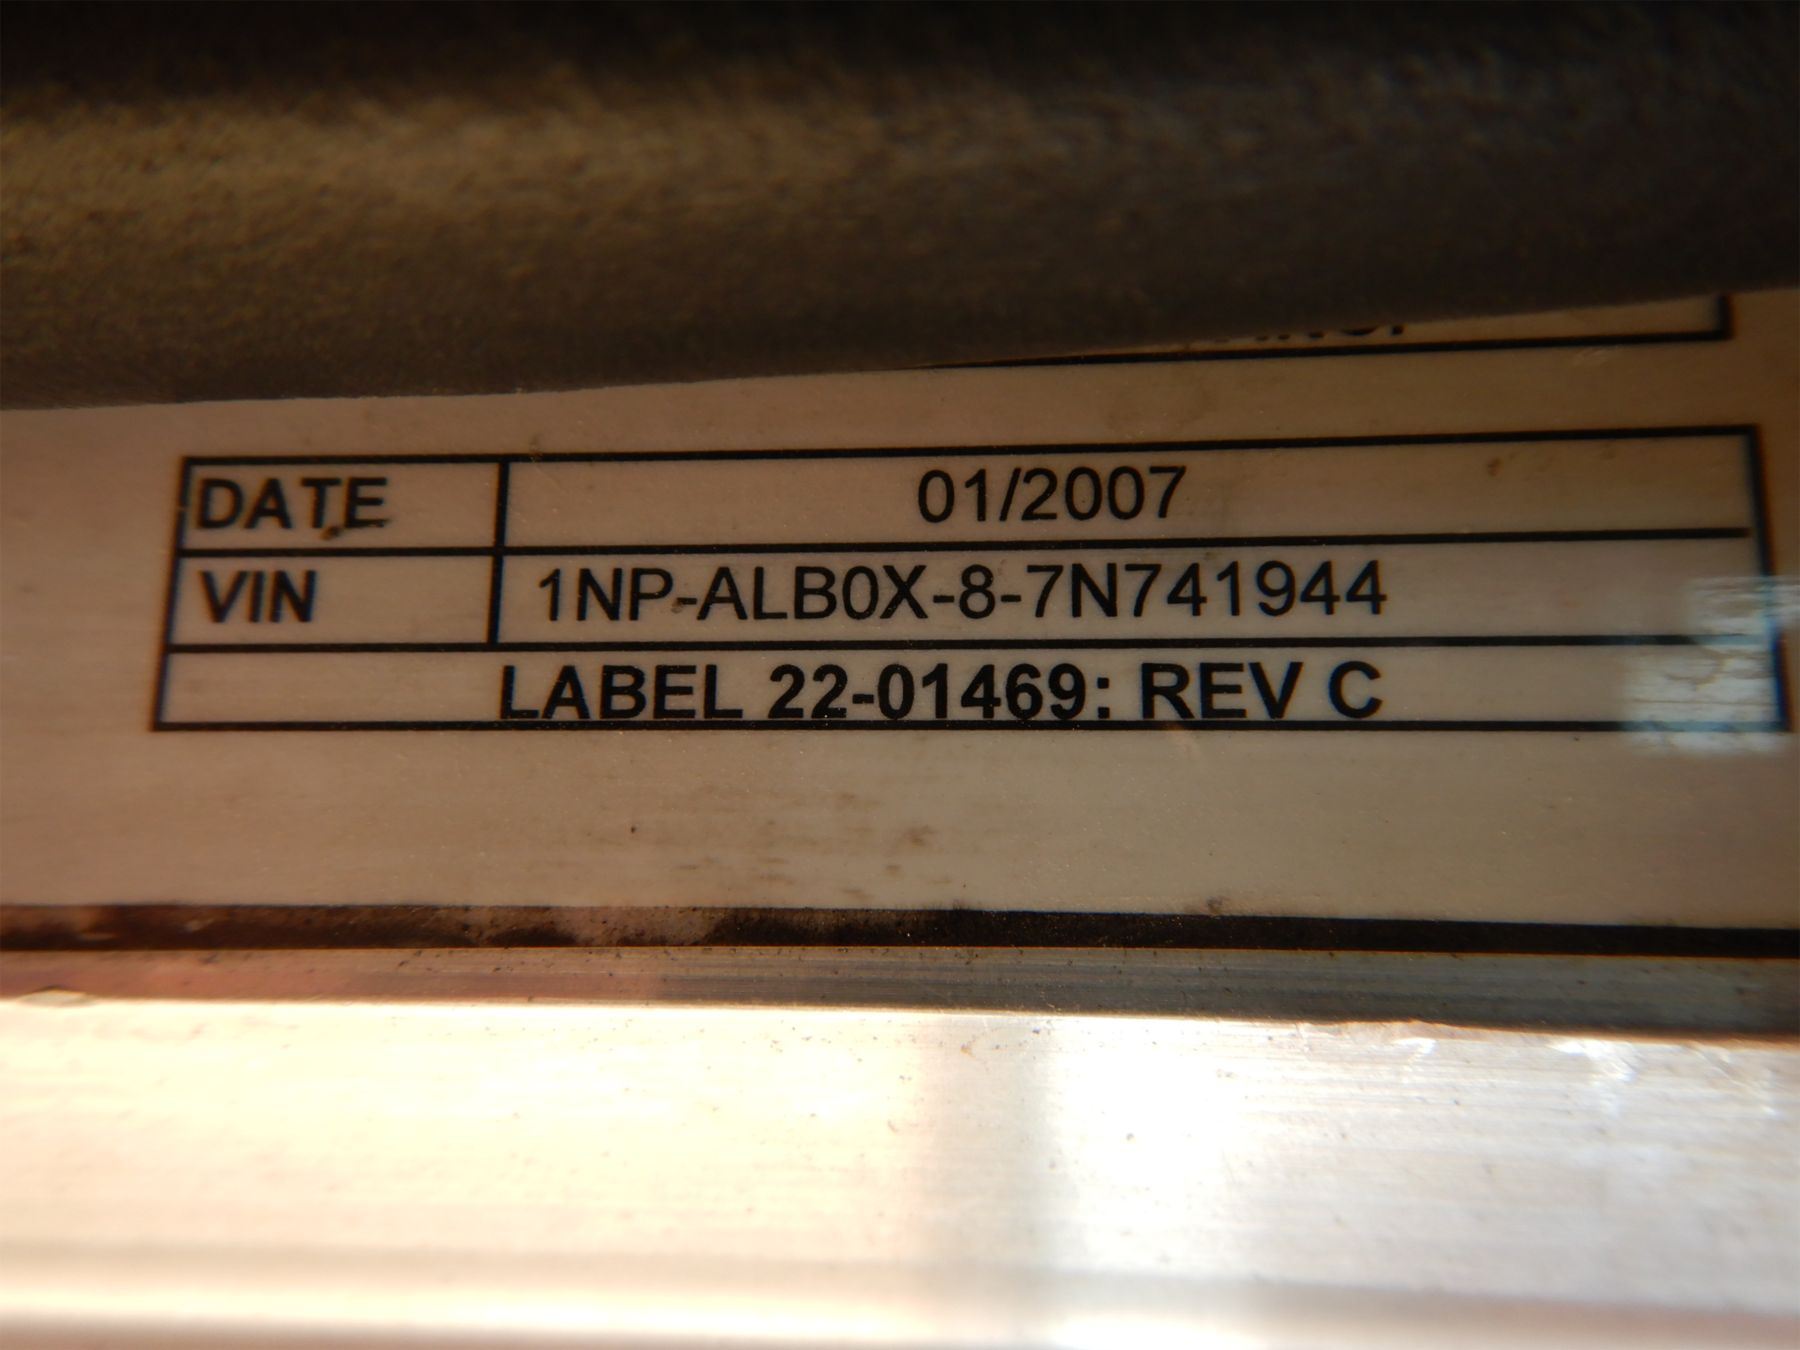 DATE 01/2007
VIN 1NP-ALB0X-8-7N741944
LABEL 22-01469: REV C